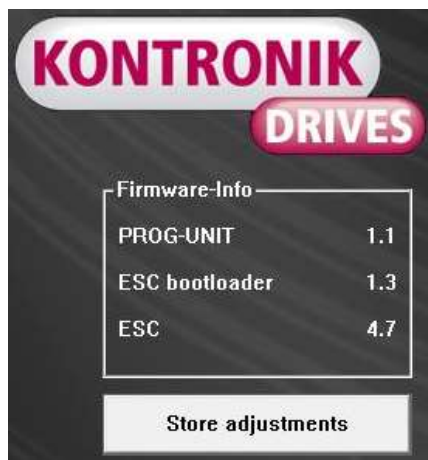 KONTRONIK
DRIVES
Firmware-Info
PROG-UNIT 1.1
ESC bootloader 1.3
ESC 4.7
Store adjustments